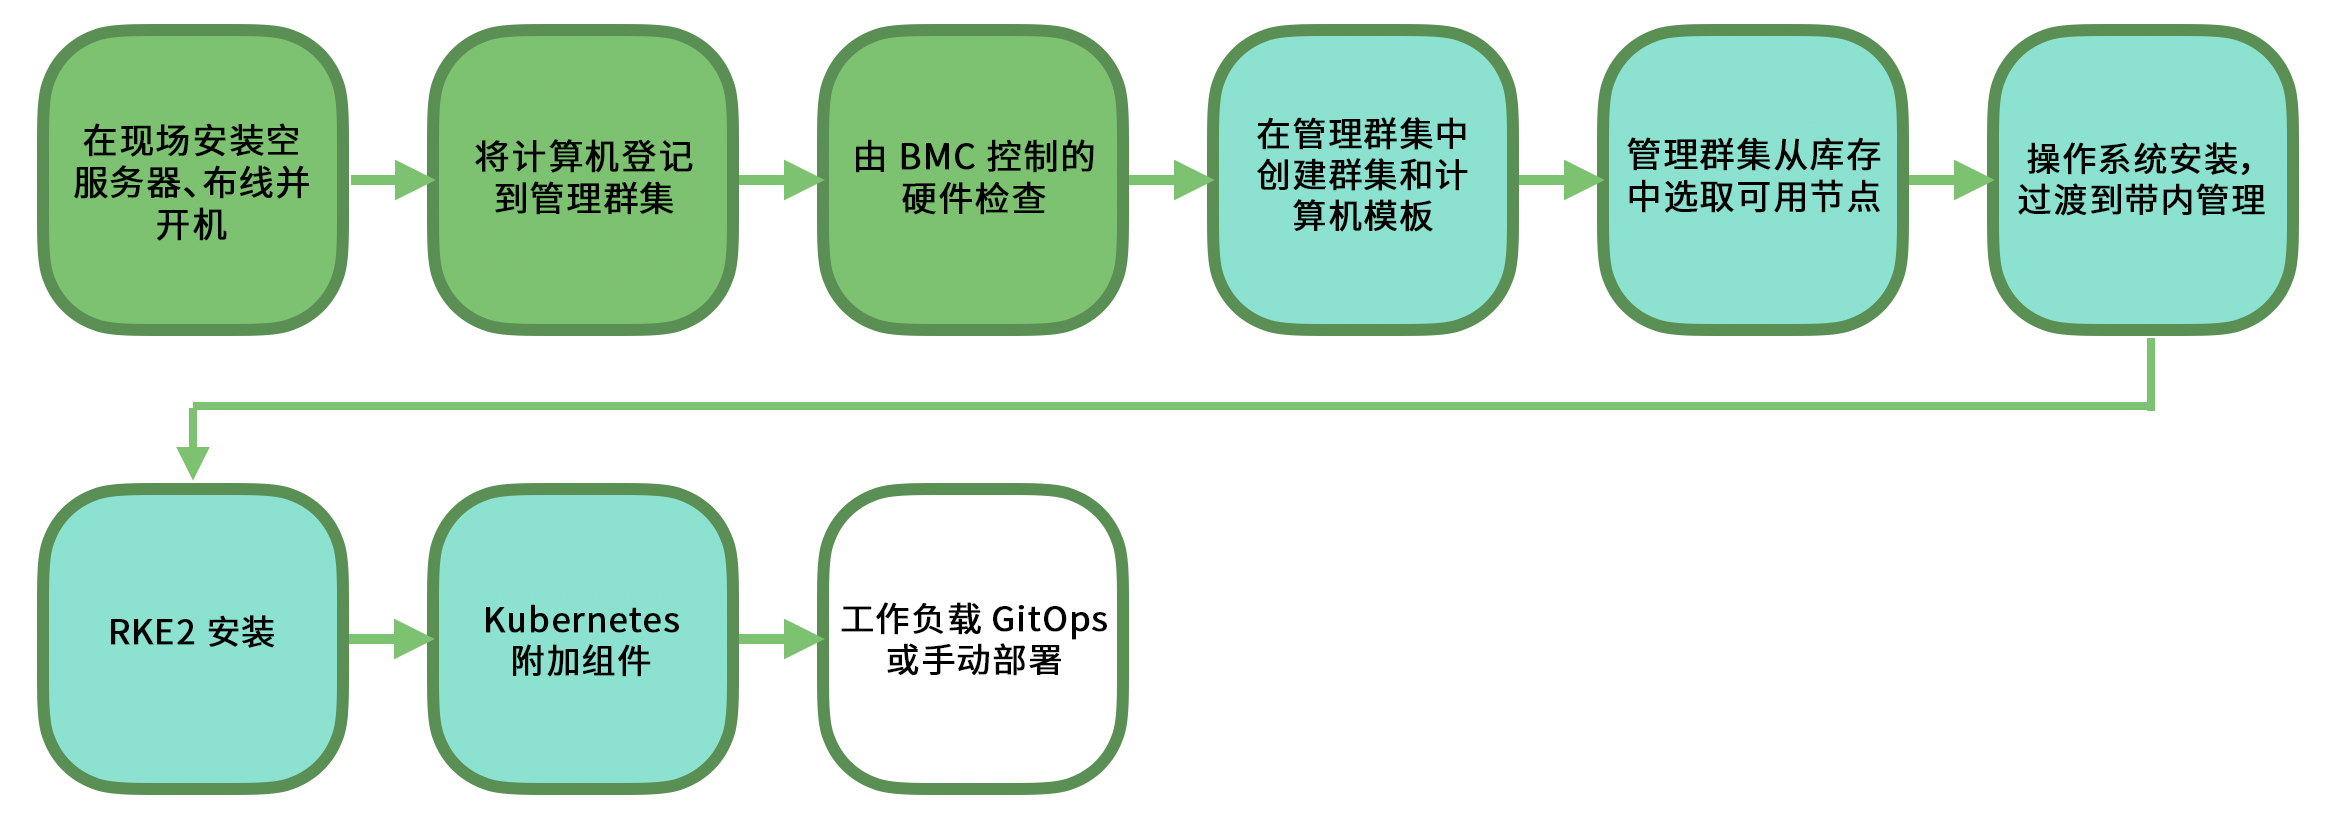 在现场安装空
服务器、布线并
开机
将计算机登记
到管理群集
由 BMC 控制的
硬件检查
在管理群集中
创建群集和计
算机模板
管理群集从库存
中选取可用节点
操作系统安装，
过渡到带内管理
RKE2 安装
Kubernetes
附加组件
工作负载 GitOps
或手动部署